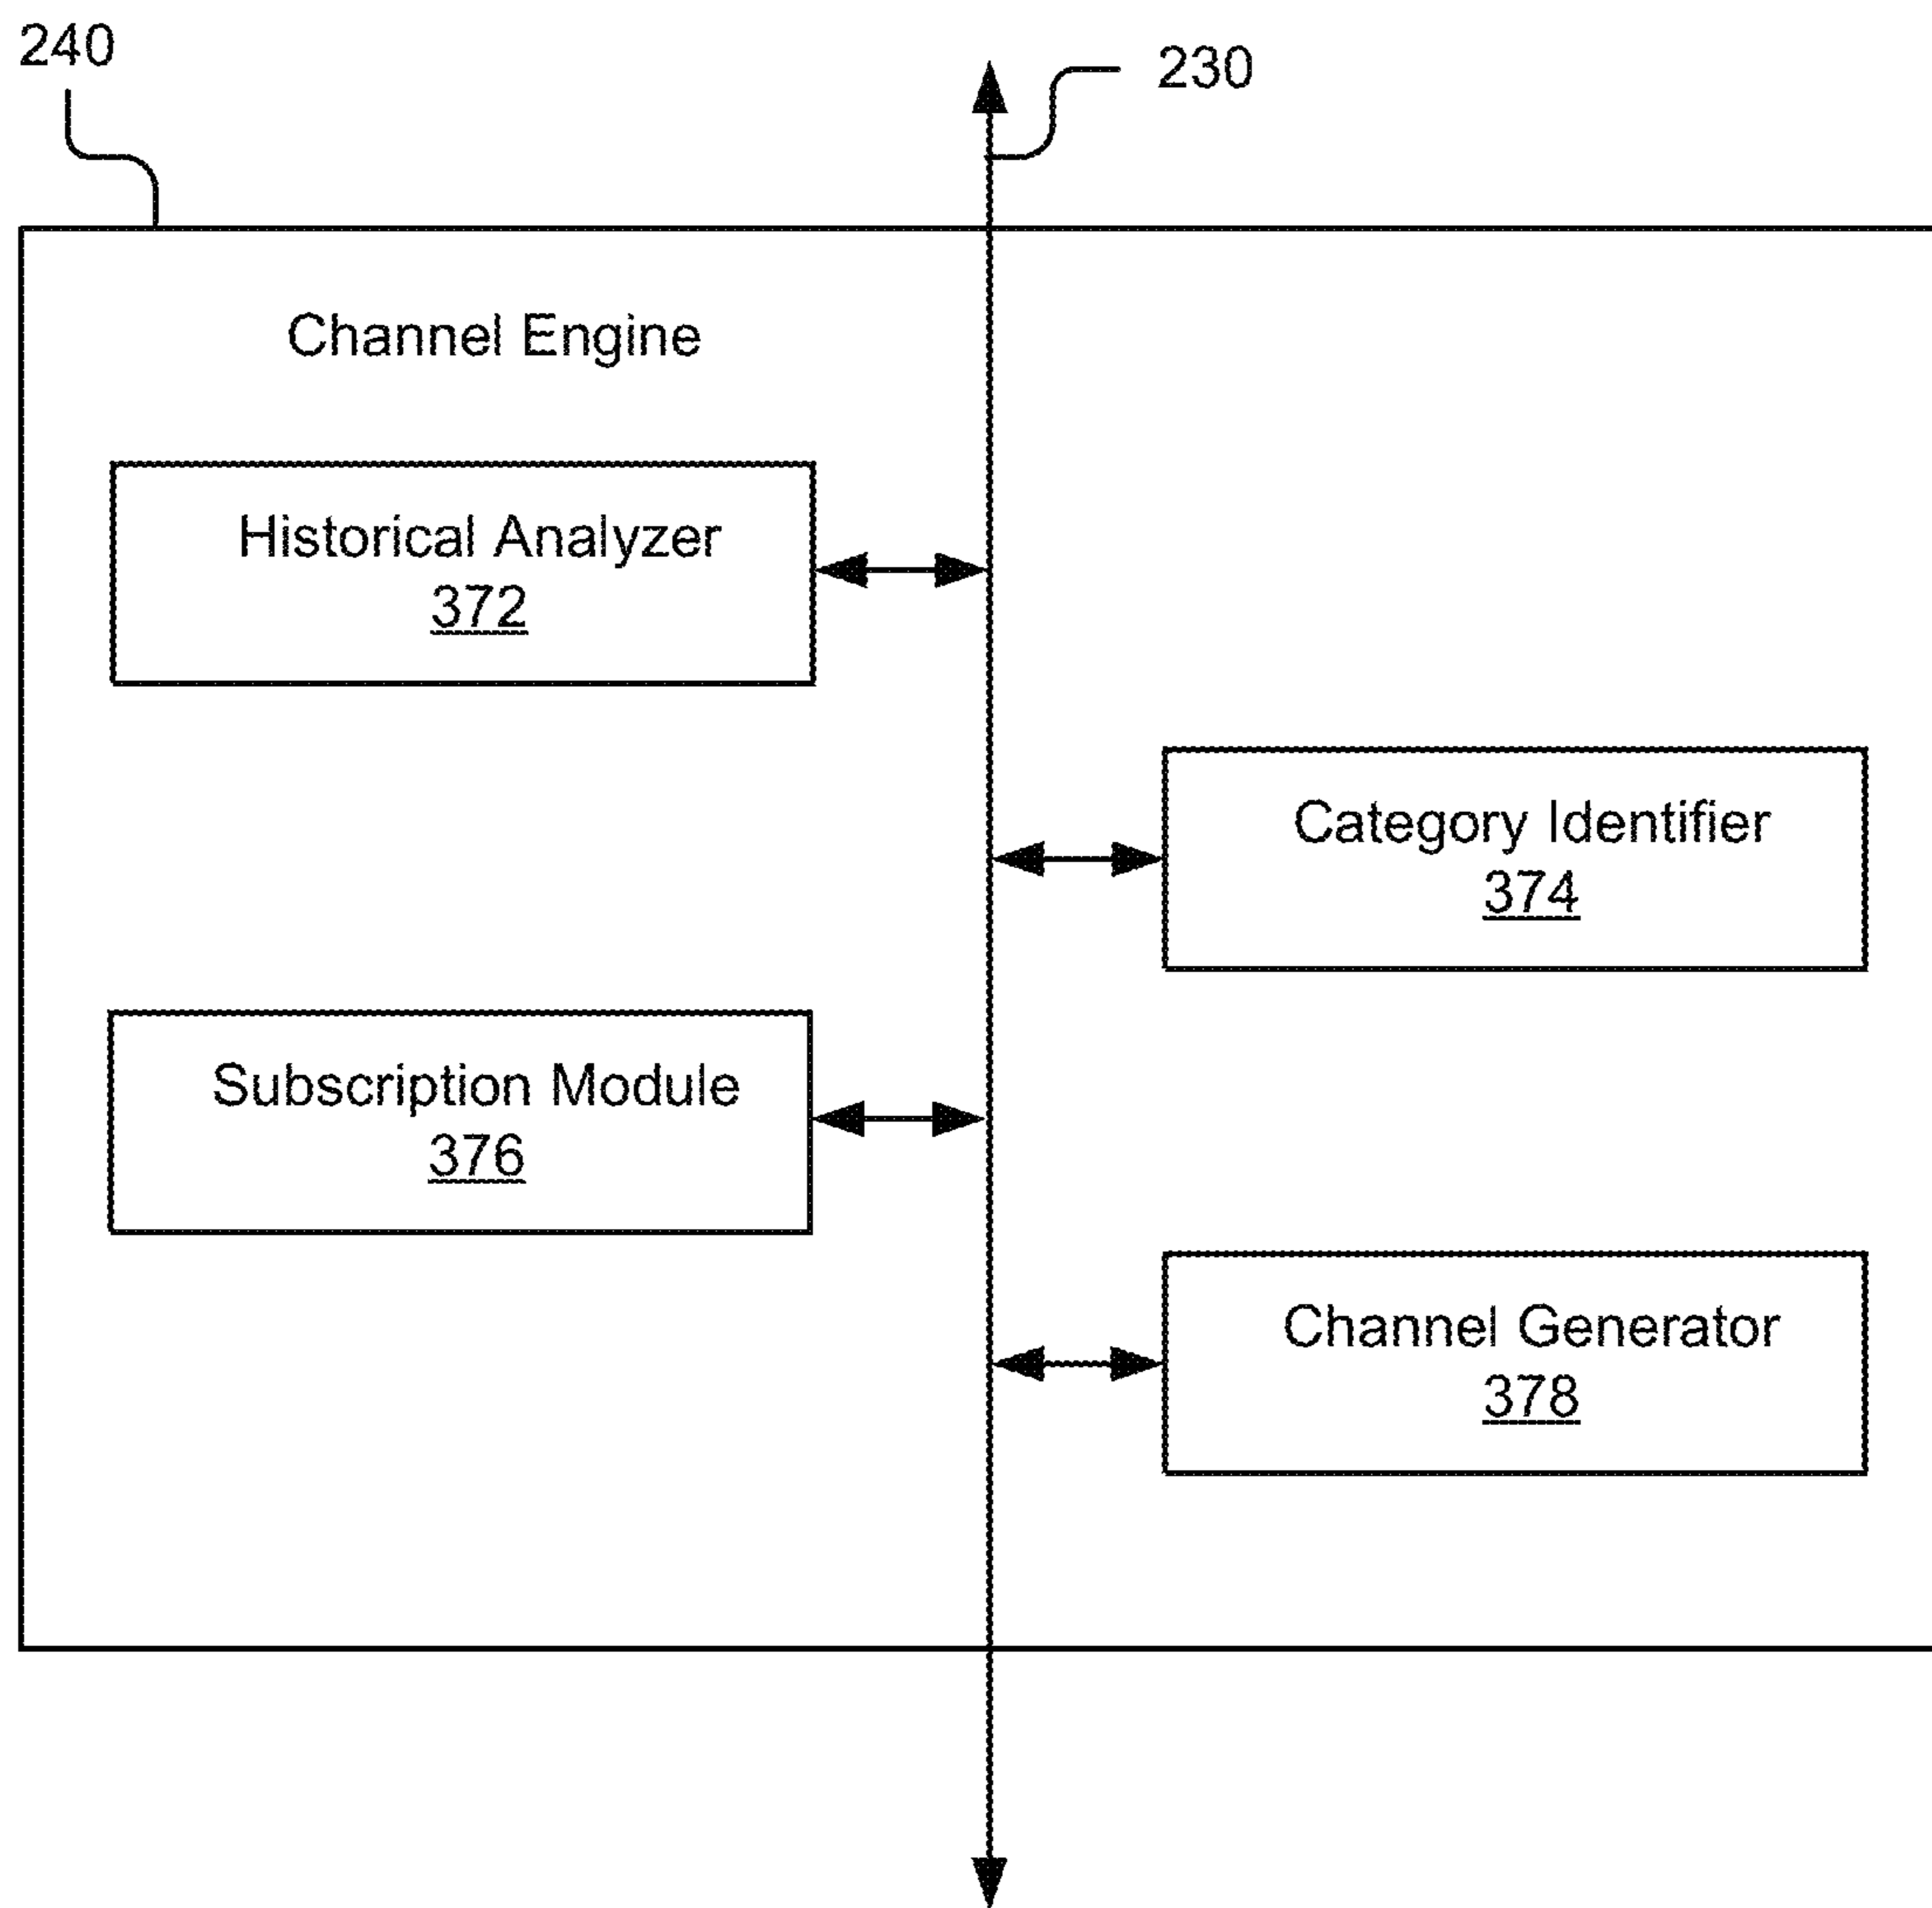 240
230
Channel Engine
Historical Analyzer
372
Category Identifier
374
Subscription Module
376
Channel Generator
378